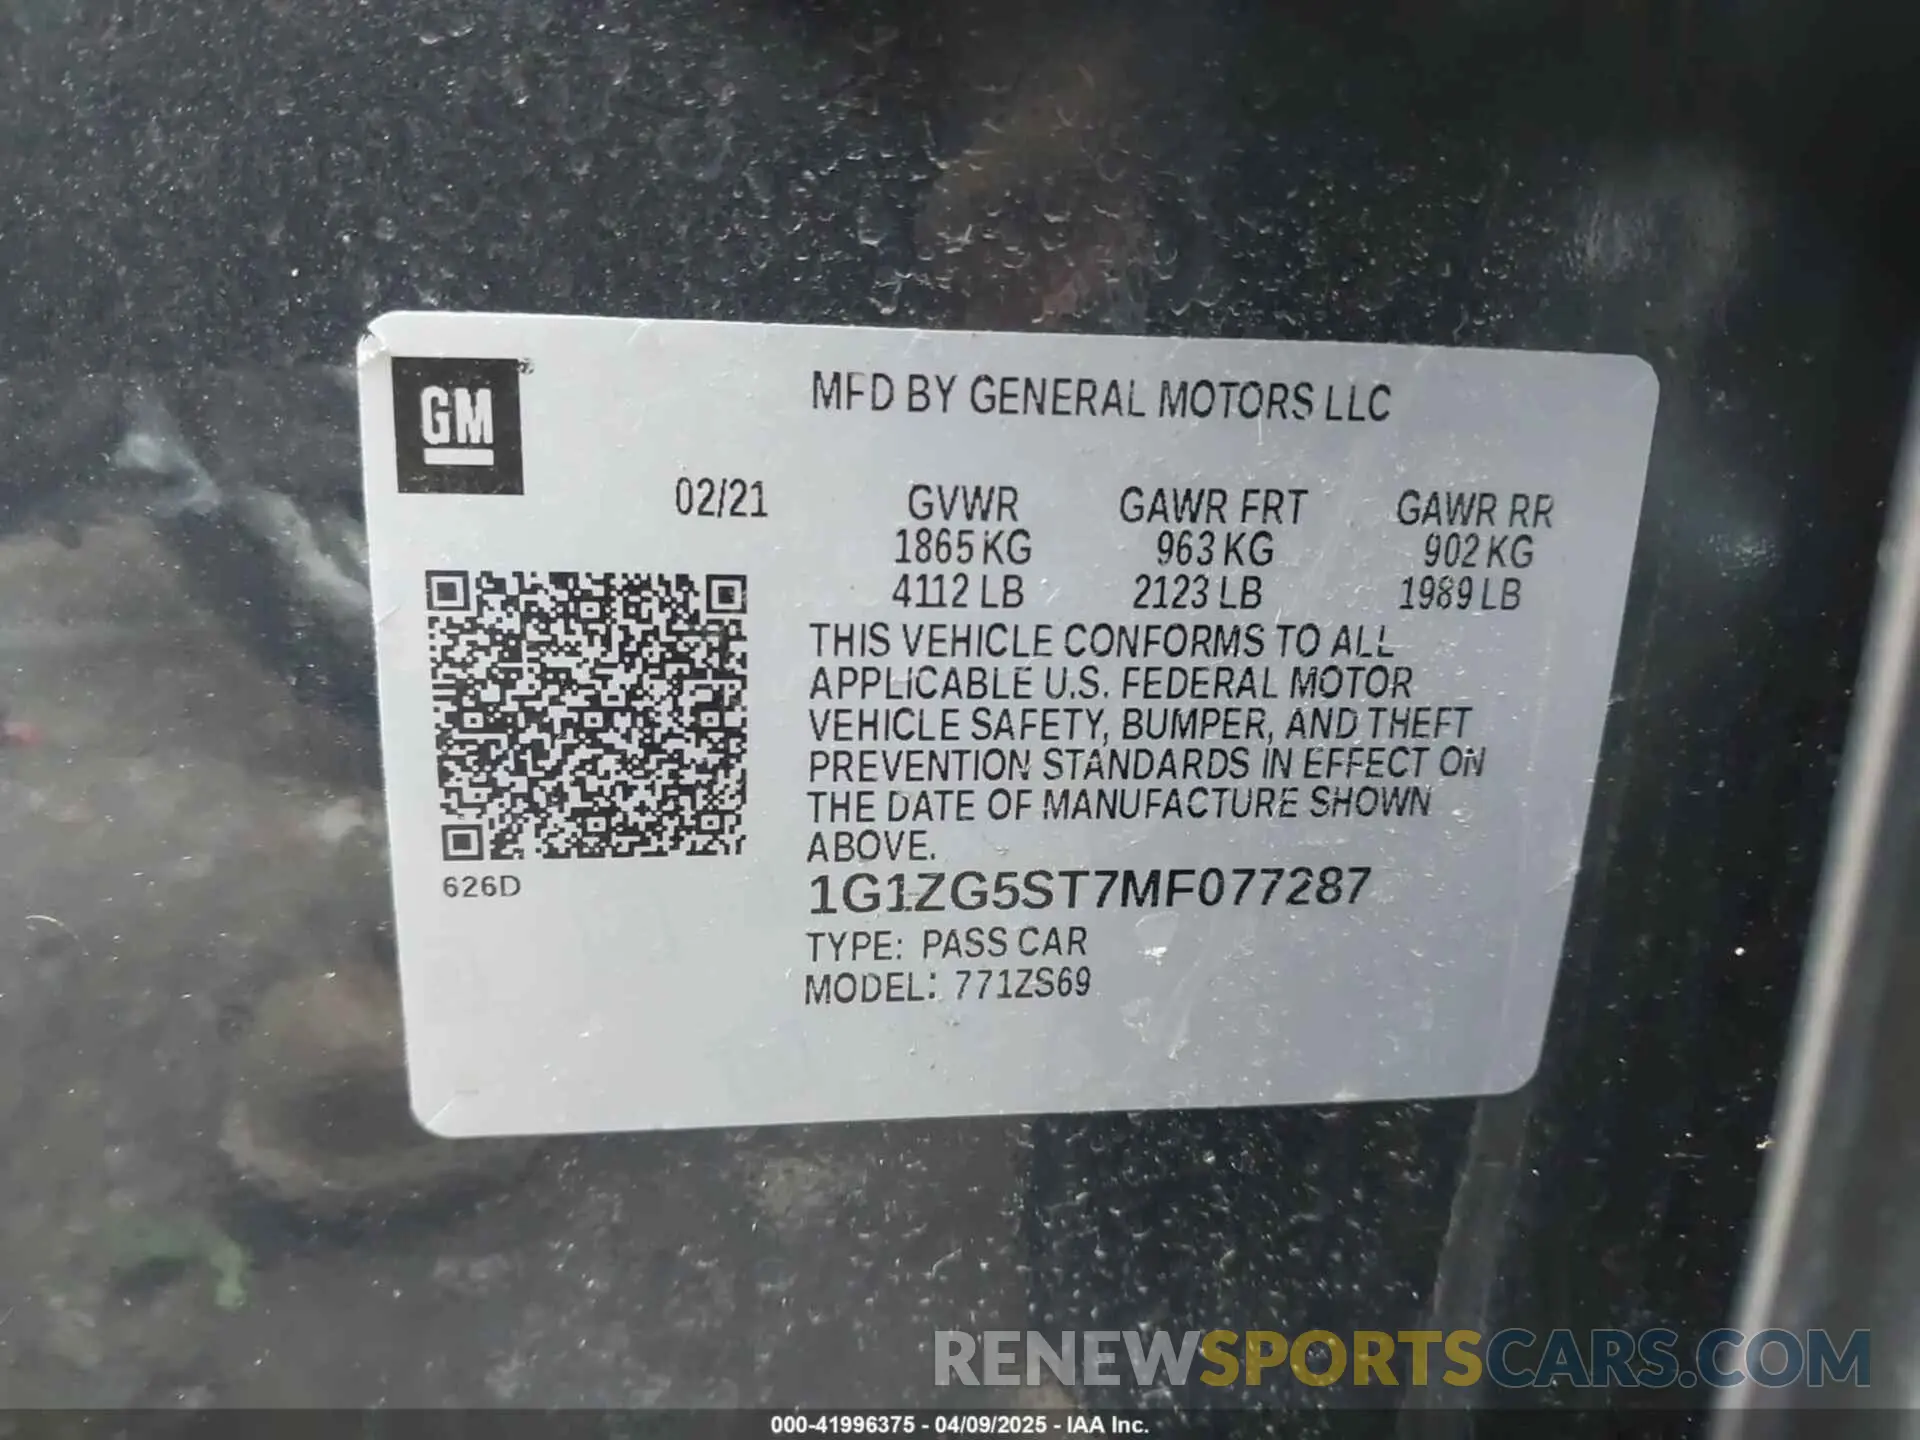 GM
MFD BY GENERAL MOTORS LLC
02/21
GVWR GAWR FRT GAWR RR
1865 KG 963 KG 902 KG
4112 LB 2123 LB 1989 LB
THIS VEHICLE CONFORMS TO ALL
APPLICABLE U.S. FEDERAL MOTOR
VEHICLE SAFETY, BUMPER, AND THEFT
PREVENTION STANDARDS IN EFFECT ON
THE DATE OF MANUFACTURE SHOWN
ABOVE.
626D
1G1ZG5ST7MF077287
TYPE: PASS CAR
MODEL: 771ZS69
RENEWSPORTSCARS.COM
000-41996375 - 04/09/2025 - IAA Inc.